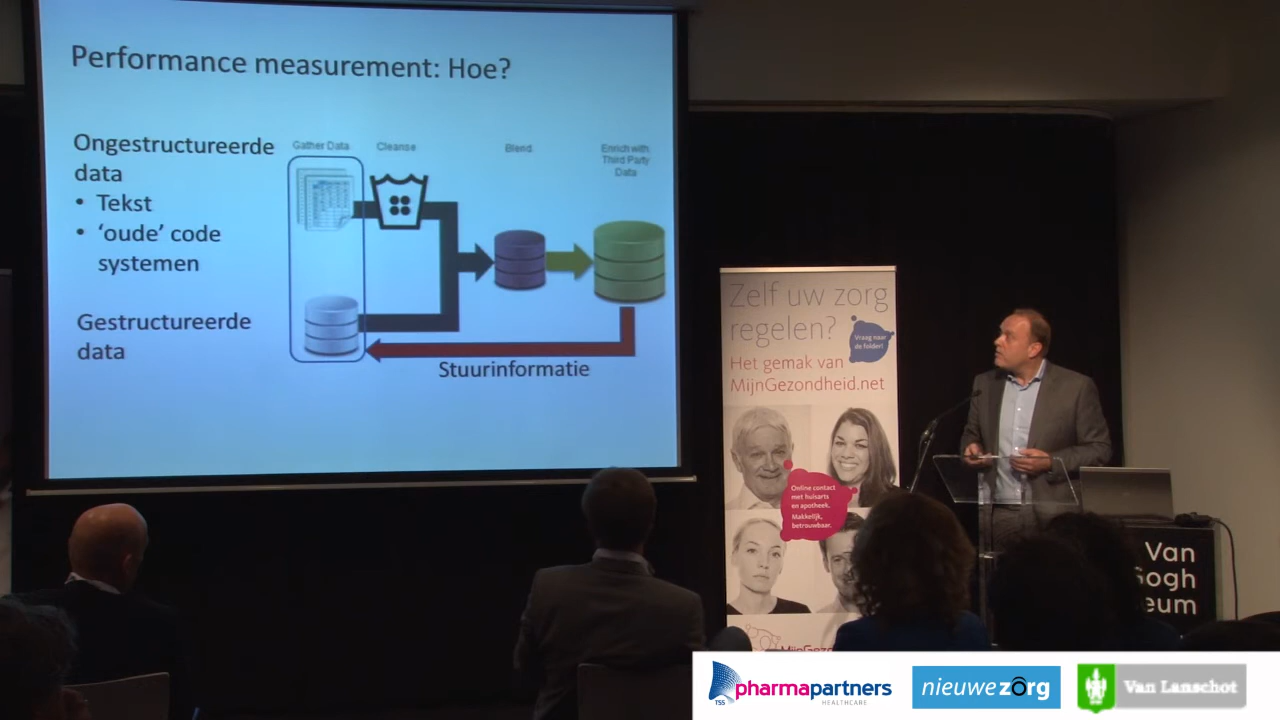 Performance measurement: Hoe?
Ongestructureerde
data
• Tekst
• ‘oude’ code
systemen
Gestructureerde
data
Gather Data
Cleanse
Blend
Enrich with
Third Party
Data
Stuurinformatie
Zelf uw zorg
regelen?
Vraag naar
de folder!
Het gemak van
MijnGezondheid.net
Online contact
met huisarts
en apotheek.
Makkelijk,
betrouwbaar.
MijnGezo
Van
Gogh
eum
TSS
pharmapartners
HEALTHCARE
nieuwezorg
Van Lanschot